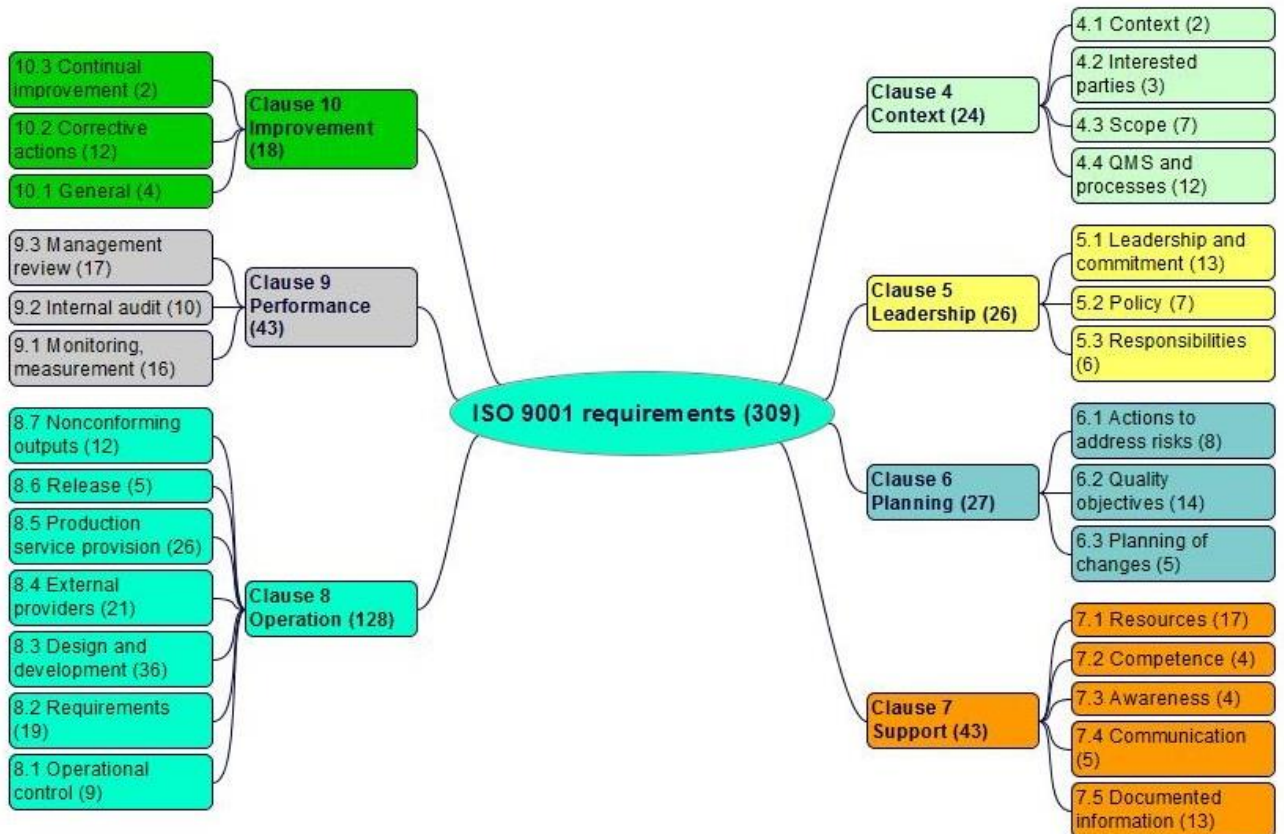 ISO 9001 requirements (309)
Clause 4
Context (24)
4.1 Context (2)
4.2 Interested
parties (3)
4.3 Scope (7)
4.4 QMS and
processes (12)
Clause 5
Leadership (26)
5.1 Leadership and
commitment (13)
5.2 Policy (7)
5.3 Responsibilities
(6)
Clause 6
Planning (27)
6.1 Actions to
address risks (8)
6.2 Quality
objectives (14)
6.3 Planning of
changes (5)
Clause 7
Support (43)
7.1 Resources (17)
7.2 Competence (4)
7.3 Awareness (4)
7.4 Communication
(5)
7.5 Documented
information (13)
Clause 8
Operation (128)
8.7 Nonconforming
outputs (12)
8.6 Release (5)
8.5 Production
service provision (26)
8.4 External
providers (21)
8.3 Design and
development (36)
8.2 Requirements
(19)
8.1 Operational
control (9)
Clause 9
Performance
(43)
9.3 Management
review (17)
9.2 Internal audit (10)
9.1 Monitoring,
measurement (16)
Clause 10
Improvement
(18)
10.3 Continual
improvement (2)
10.2 Corrective
actions (12)
10.1 General (4)